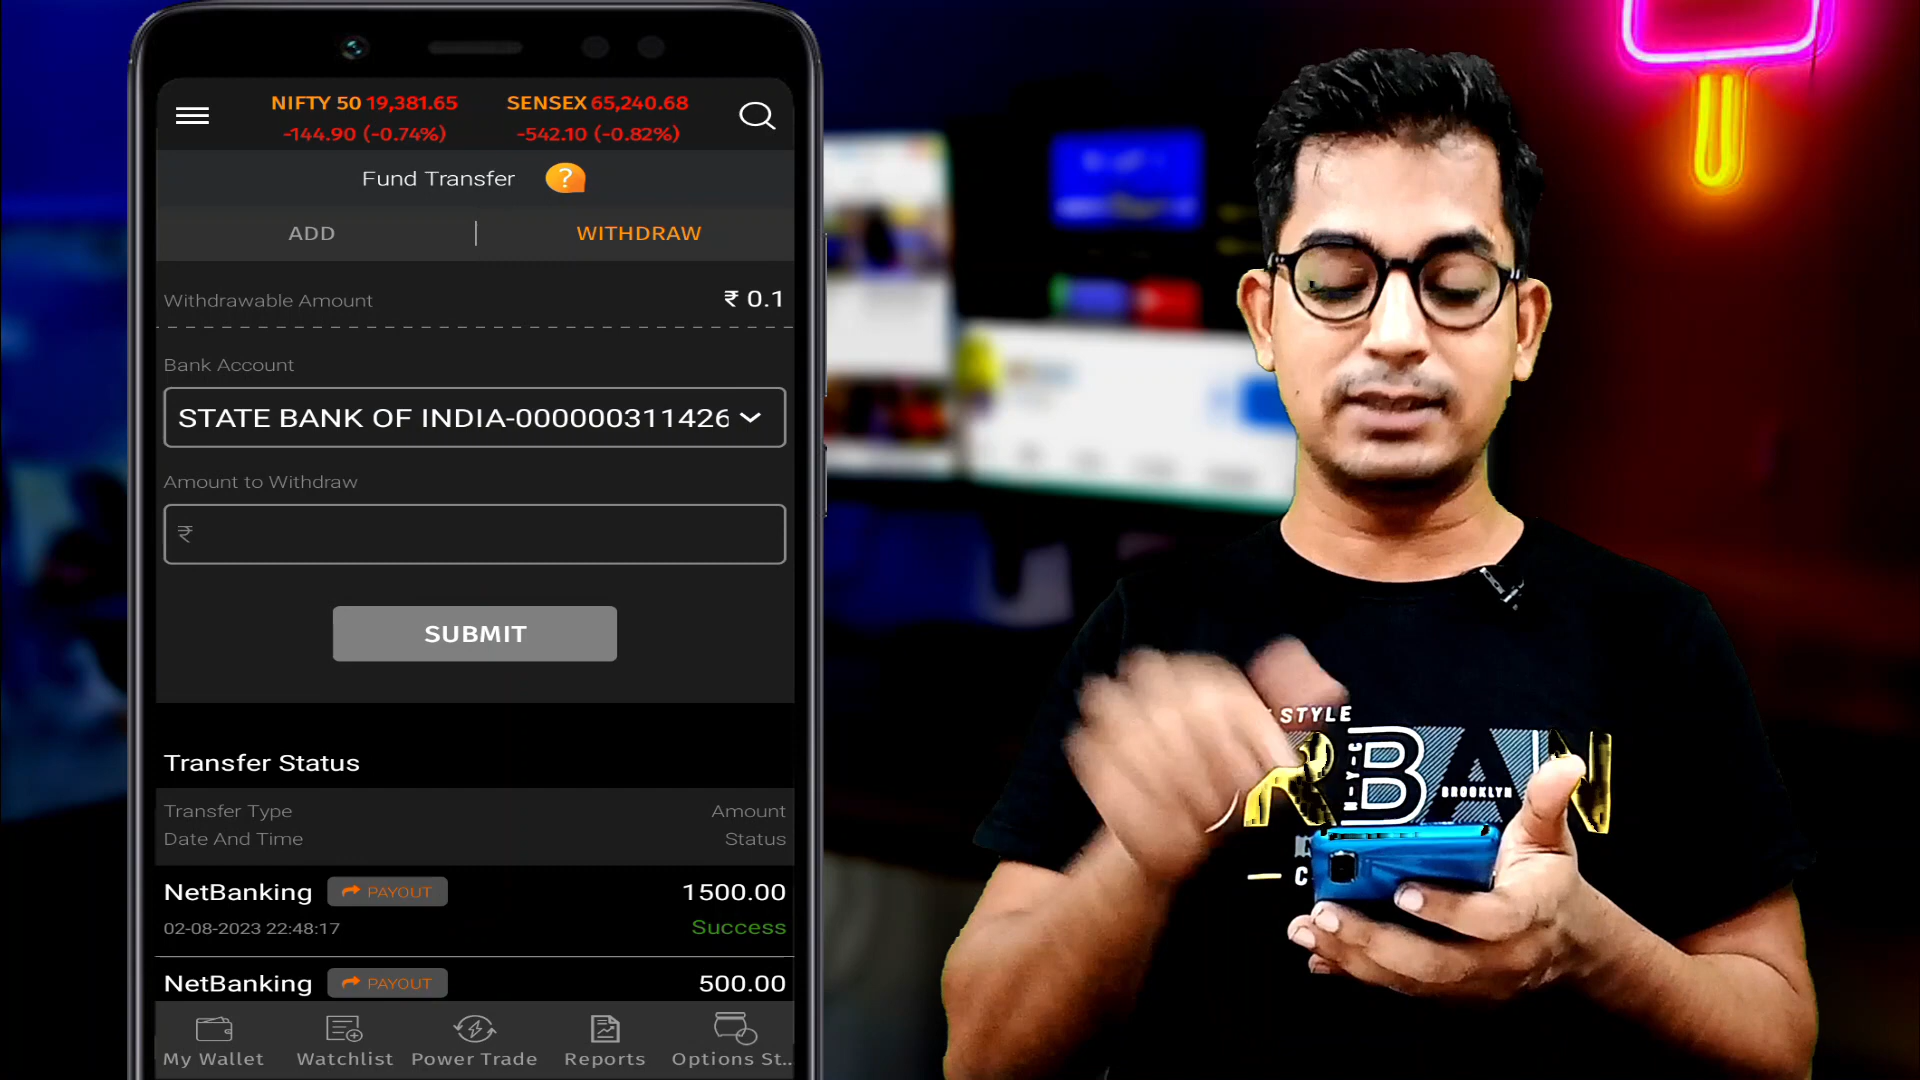 NIFTY 50 19,381.65
-144.90 (-0.74%)
SENSEX 65,240.68
-542.10 (-0.82%)
Fund Transfer ?
ADD | WITHDRAW
Withdrawable Amount ₹ 0.1
Bank Account
STATE BANK OF INDIA-000000311426
Amount to Withdraw
₹
SUBMIT
Transfer Status
Transfer Type Amount
Date And Time Status
NetBanking PAYOUT 1500.00
02-08-2023 22:48:17 Success
NetBanking PAYOUT 500.00
My Wallet Watchlist Power Trade Reports Options St..
STYLE
BAN
N-Y-C
BROOKLYN
C